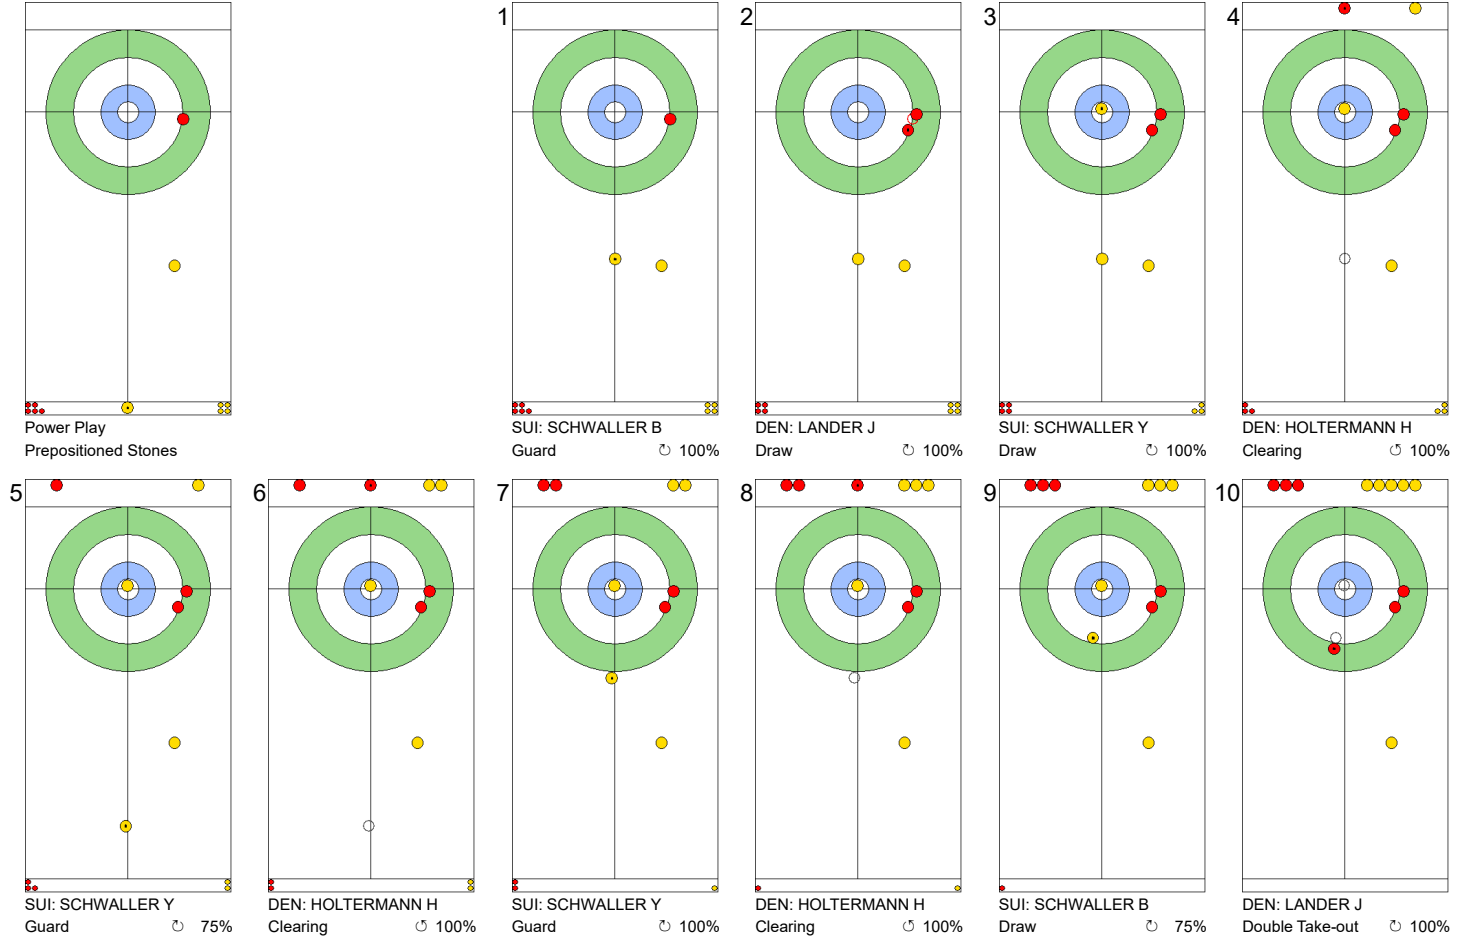 Power Play
Prepositioned Stones
1
SUI: SCHWALLER B
Guard 100%
2
DEN: LANDER J
Draw 100%
3
SUI: SCHWALLER Y
Draw 100%
4
DEN: HOLTERMANN H
Clearing 100%
5
SUI: SCHWALLER Y
Guard 75%
6
DEN: HOLTERMANN H
Clearing 100%
7
SUI: SCHWALLER Y
Guard 100%
8
DEN: HOLTERMANN H
Clearing 100%
9
SUI: SCHWALLER B
Draw 75%
10
DEN: LANDER J
Double Take-out 100%